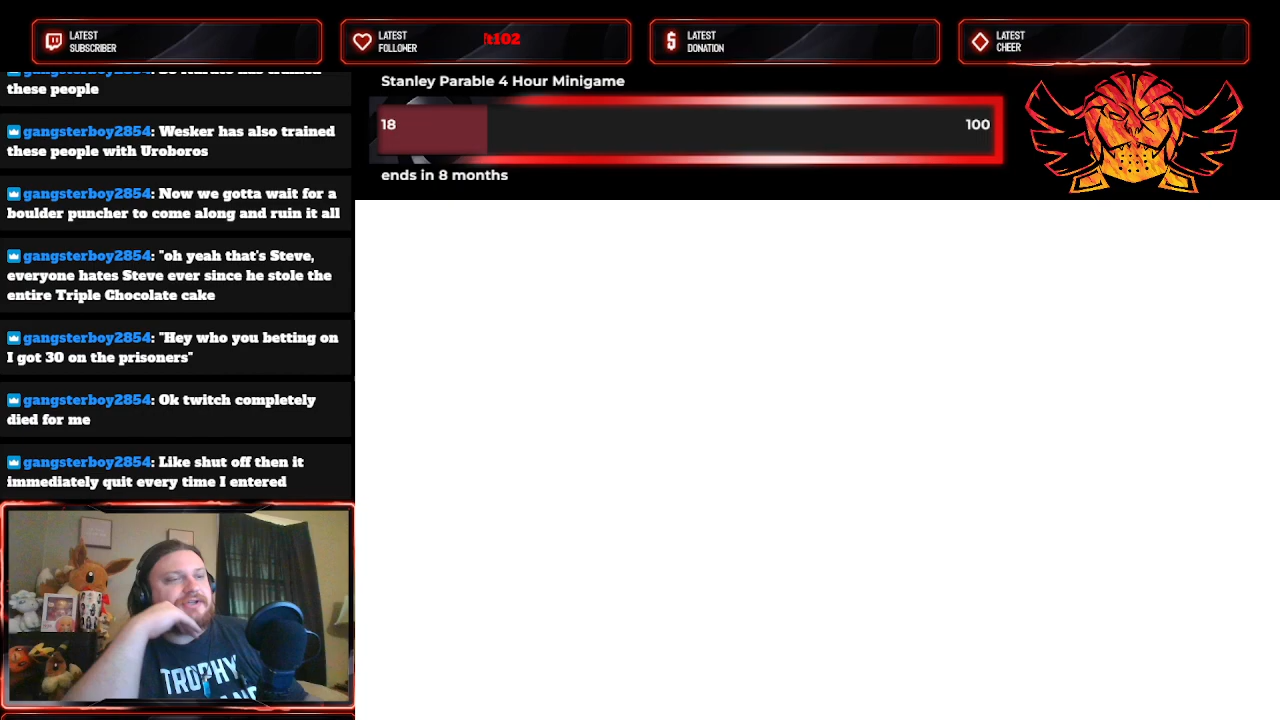 LATEST
SUBSCRIBER
LATEST
FOLLOWER
t102
LATEST
DONATION
LATEST
CHEER
these people
gangsterboy2854: Wesker has also trained
these people with Uroboros
gangsterboy2854: Now we gotta wait for a
boulder puncher to come along and ruin it all
gangsterboy2854: "oh yeah that's Steve,
everyone hates Steve ever since he stole the
entire Triple Chocolate cake
gangsterboy2854: "Hey who you betting on
I got 30 on the prisoners"
gangsterboy2854: Ok twitch completely
died for me
gangsterboy2854: Like shut off then it
immediately quit every time I entered
Stanley Parable 4 Hour Minigame
18
100
ends in 8 months
TROPHY